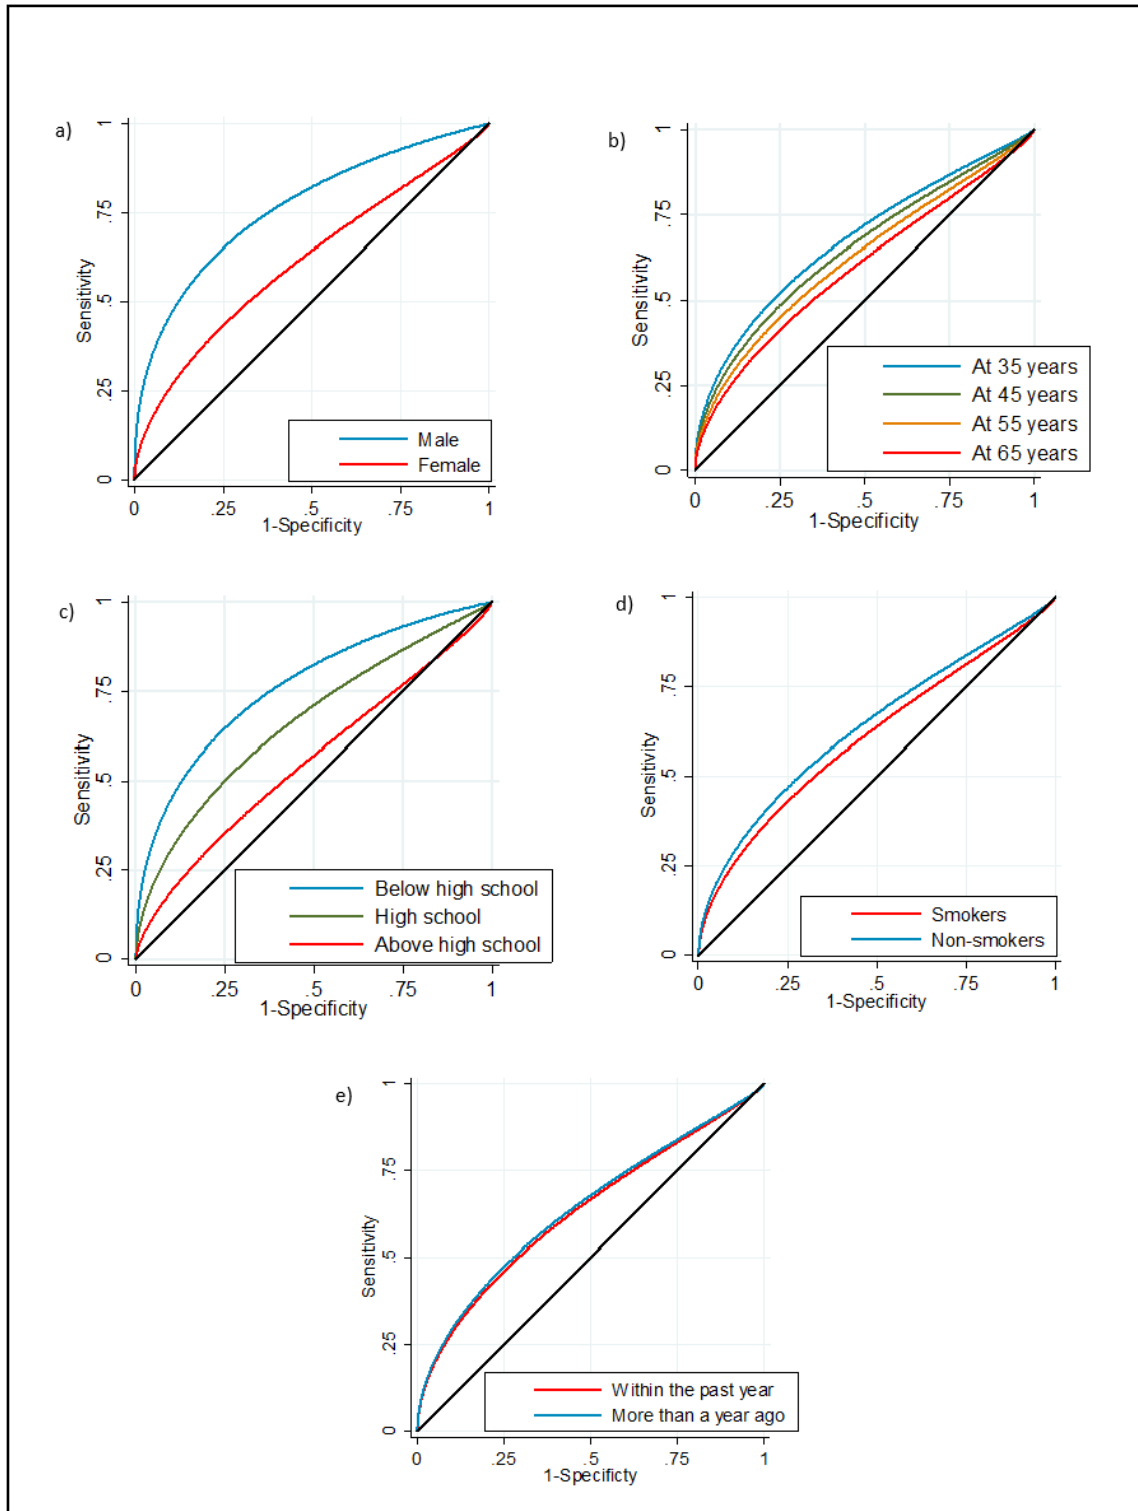 a)
1
.75
.5
.25
0
Sensitivity
0 .25 .5 .75 1
1-Specificity
Male
Female
b)
1
.75
.5
.25
0
Sensitivity
0 .25 .5 .75 1
1-Specificity
At 35 years
At 45 years
At 55 years
At 65 years
c)
1
.75
.5
.25
0
Sensitivity
0 .25 .5 .75 1
1-Specificity
Below high school
High school
Above high school
d)
1
.75
.5
.25
0
Sensitivity
0 .25 .5 .75 1
1-Specificity
Smokers
Non-smokers
e)
1
.75
.5
.25
0
Sensitivity
0 .25 .5 .75 1
1-Specificty
Within the past year
More than a year ago